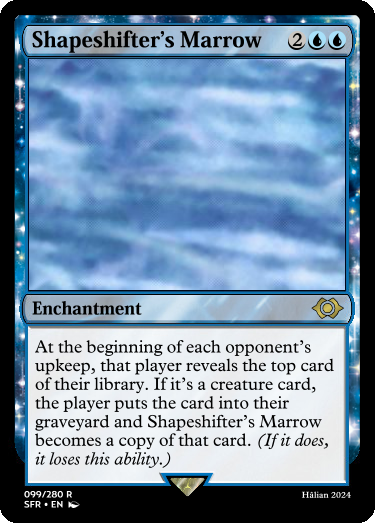 Shapeshifter's Marrow 2
Enchantment
At the beginning of each opponent's
upkeep, that player reveals the top card
of their library. If it's a creature card,
the player puts the card into their
graveyard and Shapeshifter's Marrow
becomes a copy of that card. (If it does,
it loses this ability.)
099/280 R
SFR • EN
Hālian 2024